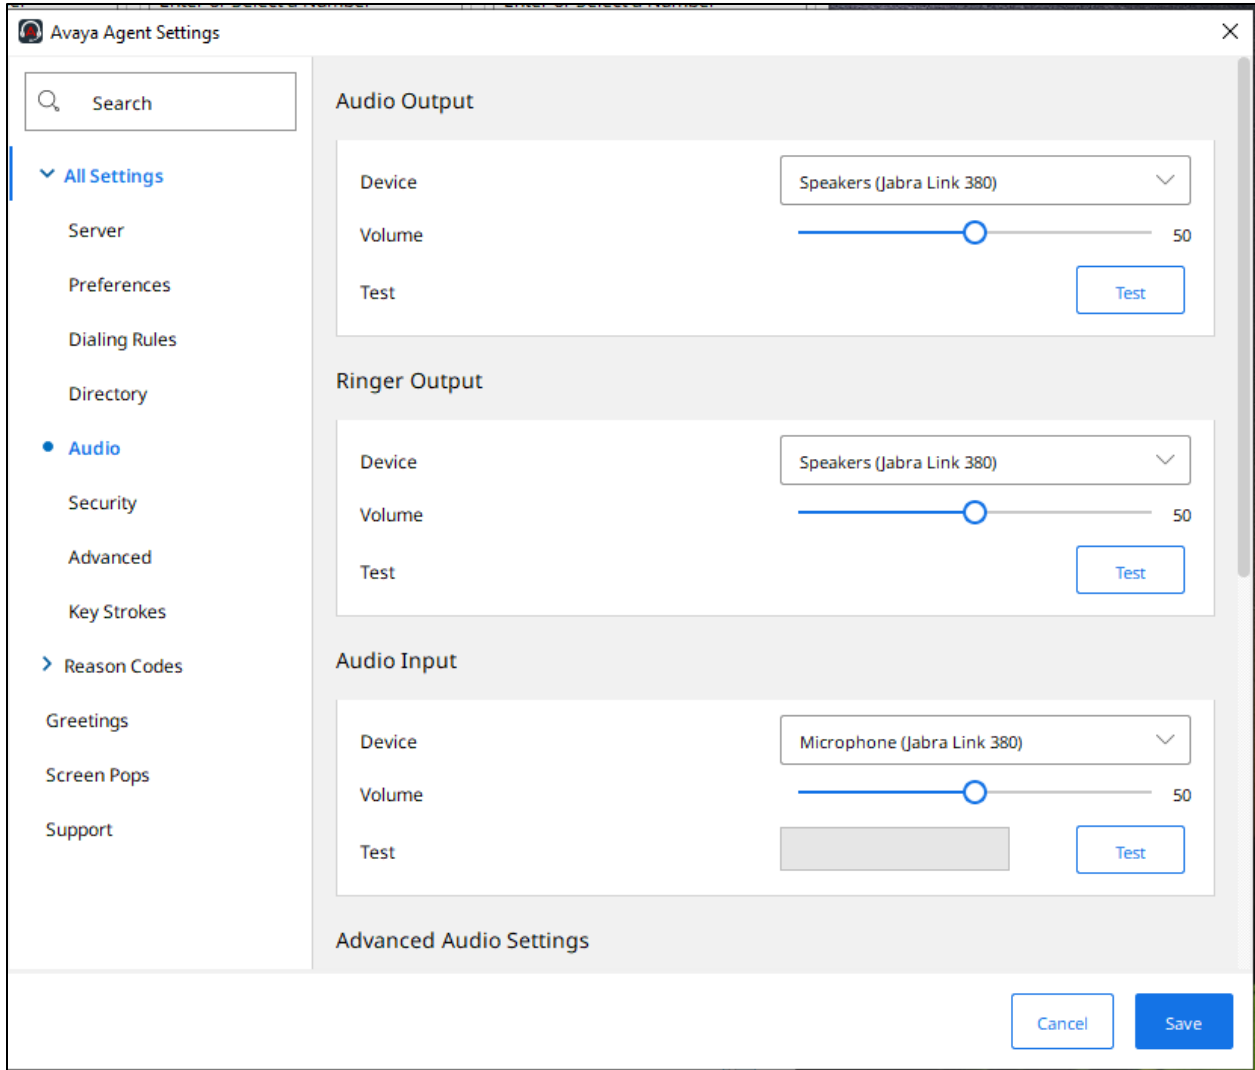 Avaya Agent Settings
Search
All Settings
Server
Preferences
Dialing Rules
Directory
Audio
Security
Advanced
Key Strokes
Reason Codes
Greetings
Screen Pops
Support
Audio Output
Device
Speakers (Jabra Link 380)
Volume
50
Test
Test
Ringer Output
Device
Speakers (Jabra Link 380)
Volume
50
Test
Test
Audio Input
Device
Microphone (Jabra Link 380)
Volume
50
Test
Test
Advanced Audio Settings
Cancel
Save